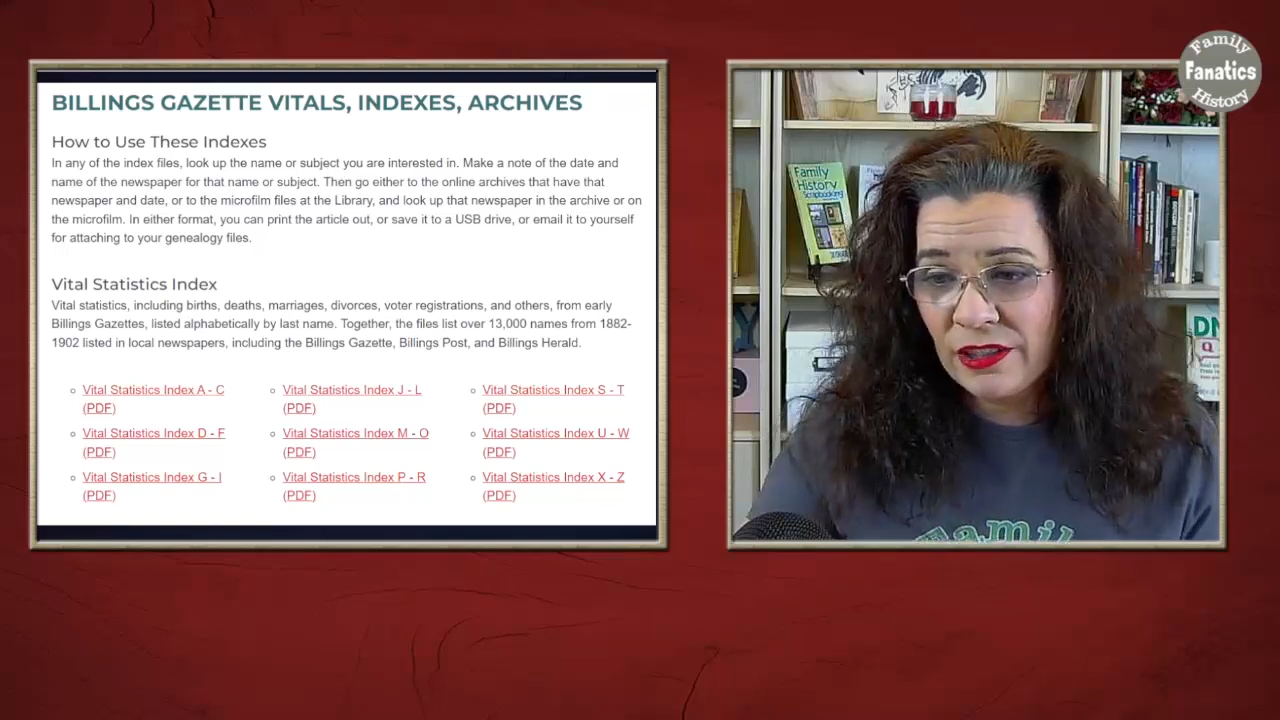 BILLINGS GAZETTE VITALS, INDEXES, ARCHIVES
How to Use These Indexes
In any of the index files, look up the name or subject you are interested in. Make a note of the date and
name of the newspaper for that name or subject. Then go either to the online archives that have that
newspaper and date, or to the microfilm files at the Library, and look up that newspaper in the archive or on
the microfilm. In either format, you can print the article out, or save it to a USB drive, or email it to yourself
for attaching to your genealogy files.
Vital Statistics Index
Vital statistics, including births, deaths, marriages, divorces, voter registrations, and others, from early
Billings Gazettes, listed alphabetically by last name. Together, the files list over 13,000 names from 1882-
1902 listed in local newspapers, including the Billings Gazette, Billings Post, and Billings Herald.
Vital Statistics Index A - C
(PDF)
Vital Statistics Index D - F
(PDF)
Vital Statistics Index G - I
(PDF)
Vital Statistics Index J - L
(PDF)
Vital Statistics Index M - O
(PDF)
Vital Statistics Index P - R
(PDF)
Vital Statistics Index S - T
(PDF)
Vital Statistics Index U - W
(PDF)
Vital Statistics Index X - Z
(PDF)
Family
Fanatics
History
Family
History
Scrapbooking
DN
Family